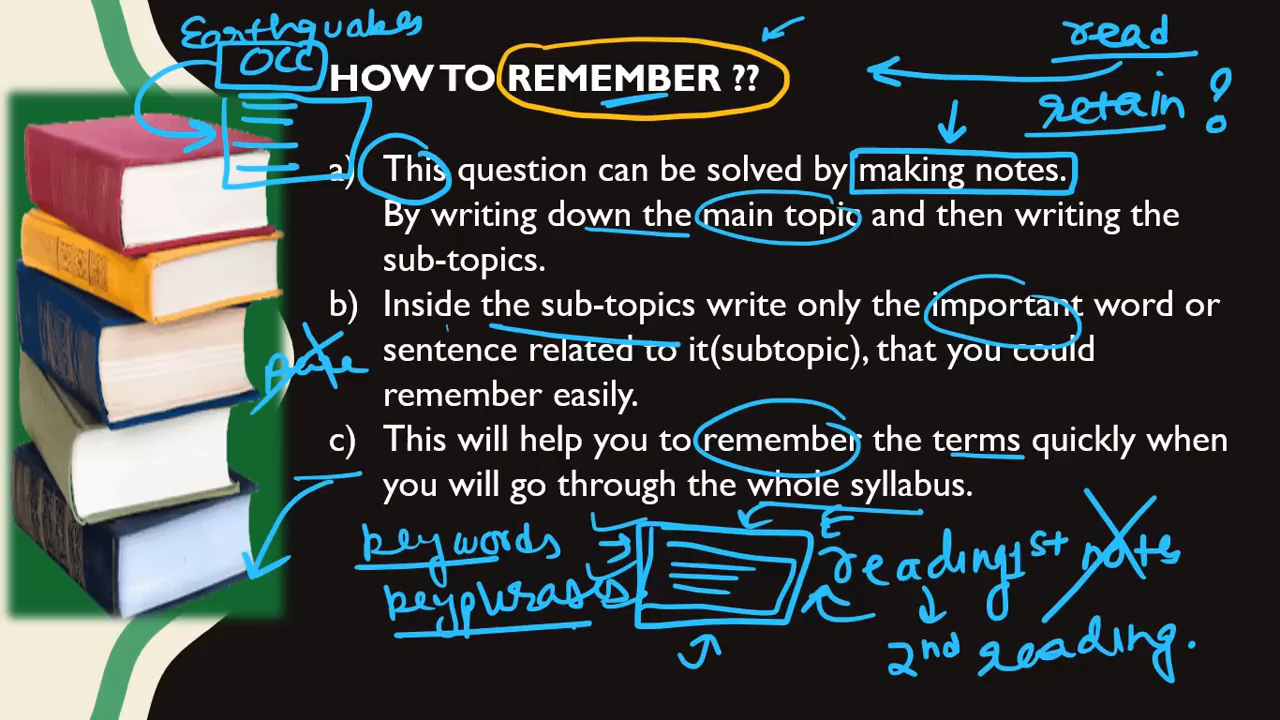 Earthquakes
OCC
read
HOW TO REMEMBER ??
retain ?
a) This question can be solved by making notes.
By writing down the main topic and then writing the
sub-topics.
b) Inside the sub-topics write only the important word or
sentence related to it(subtopic), that you could
remember easily.
c) This will help you to remember the terms quickly when
you will go through the whole syllabus.
keywords
keyphrases
E
reading 1st notes
2nd reading.